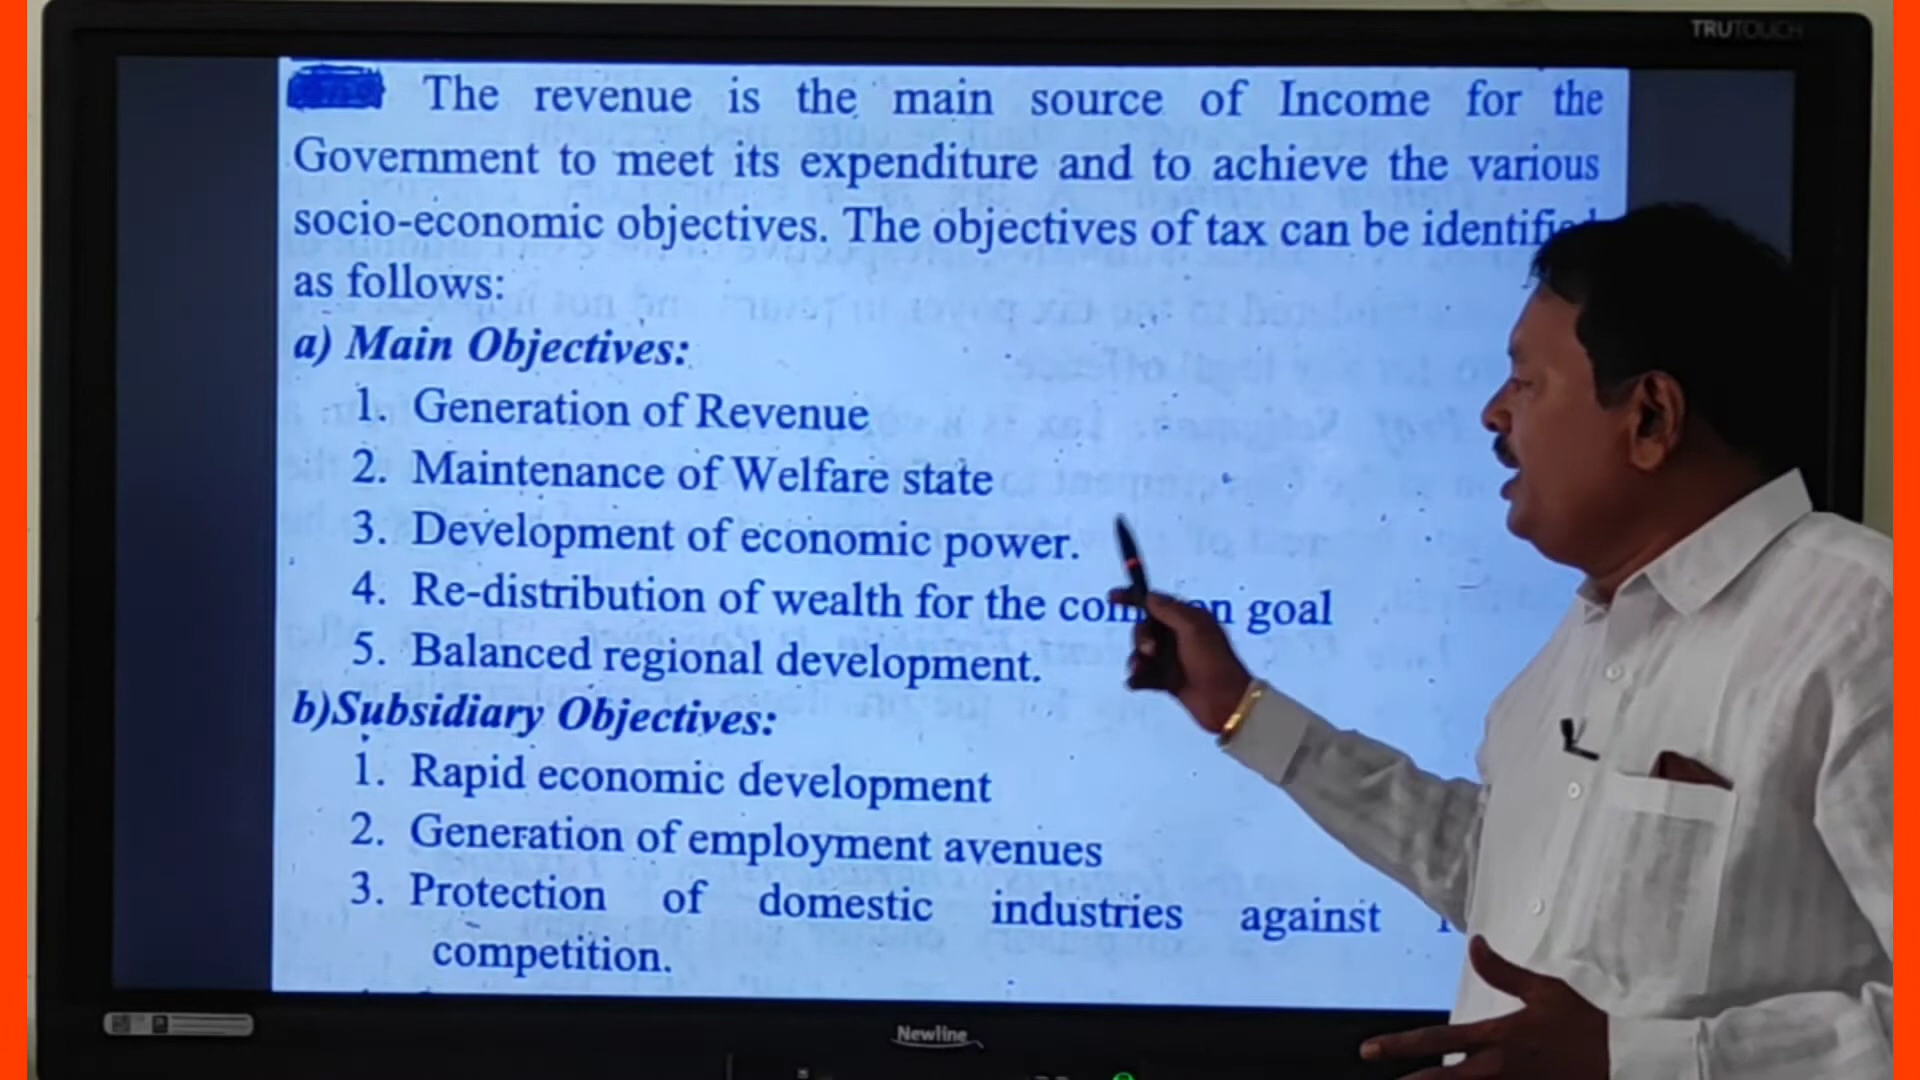 TRUTOUCH
The revenue is the main source of Income for the
Government to meet its expenditure and to achieve the various
socio-economic objectives. The objectives of tax can be identified
as follows:
a) Main Objectives:
1. Generation of Revenue
2. Maintenance of Welfare state
3. Development of economic power.
4. Re-distribution of wealth for the common goal
5. Balanced regional development.
b)Subsidiary Objectives:
1. Rapid economic development
2. Generation of employment avenues
3. Protection of domestic industries against
competition.
Newline